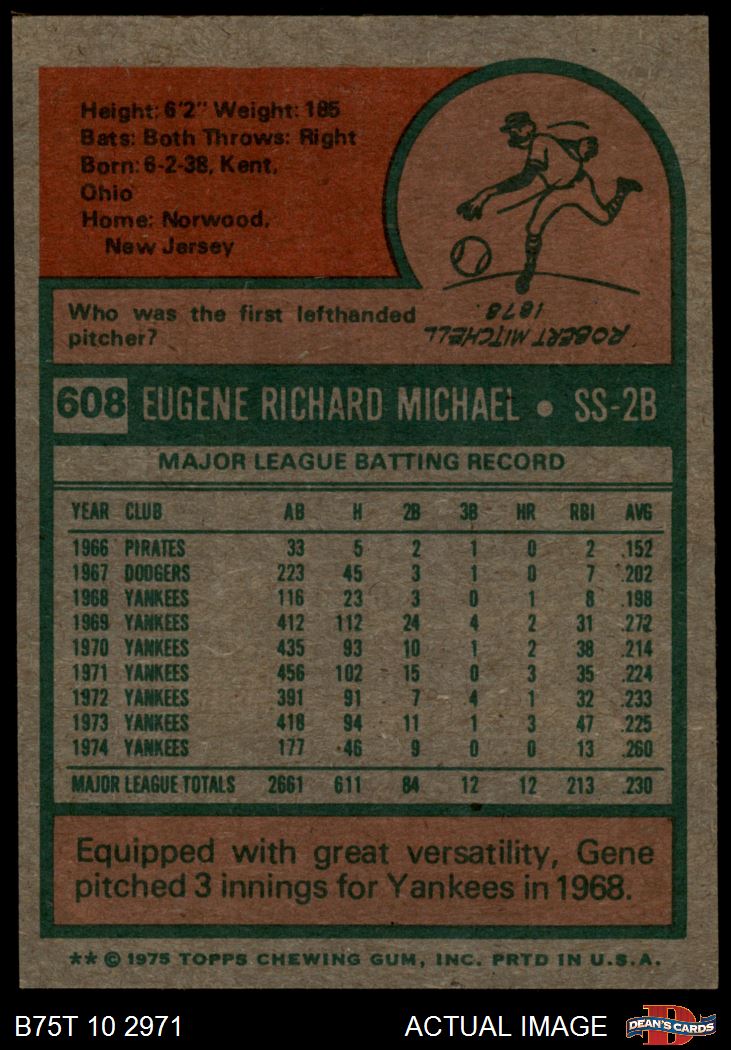 Height: 6'2" Weight: 185
Bats: Both Throws: Right
Born: 6-2-38, Kent,
Ohio
Home: Norwood,
New Jersey
Who was the first lefthanded
pitcher?
ROBERT MITCHELL
1878.
608 EUGENE RICHARD MICHAEL • SS-2B
MAJOR LEAGUE BATTING RECORD
YEAR CLUB AB H 2B 3B HR RBI AVG
1966 PIRATES 33 5 2 1 0 2 .152
1967 DODGERS 223 45 3 1 0 7 .202
1968 YANKEES 116 23 3 0 1 8 .198
1969 YANKEES 412 112 24 4 2 31 .272
1970 YANKEES 435 93 10 1 2 38 .214
1971 YANKEES 456 102 15 0 3 35 .224
1972 YANKEES 391 91 7 4 1 32 .233
1973 YANKEES 418 94 11 1 3 47 .225
1974 YANKEES 177 46 9 0 0 13 .260
MAJOR LEAGUE TOTALS 2661 611 84 12 12 213 .230
Equipped with great versatility, Gene
pitched 3 innings for Yankees in 1968.
** © 1975 TOPPS CHEWING GUM, INC. PRTD IN U.S.A.
B75T 10 2971 ACTUAL IMAGE DEAN'S CARDS